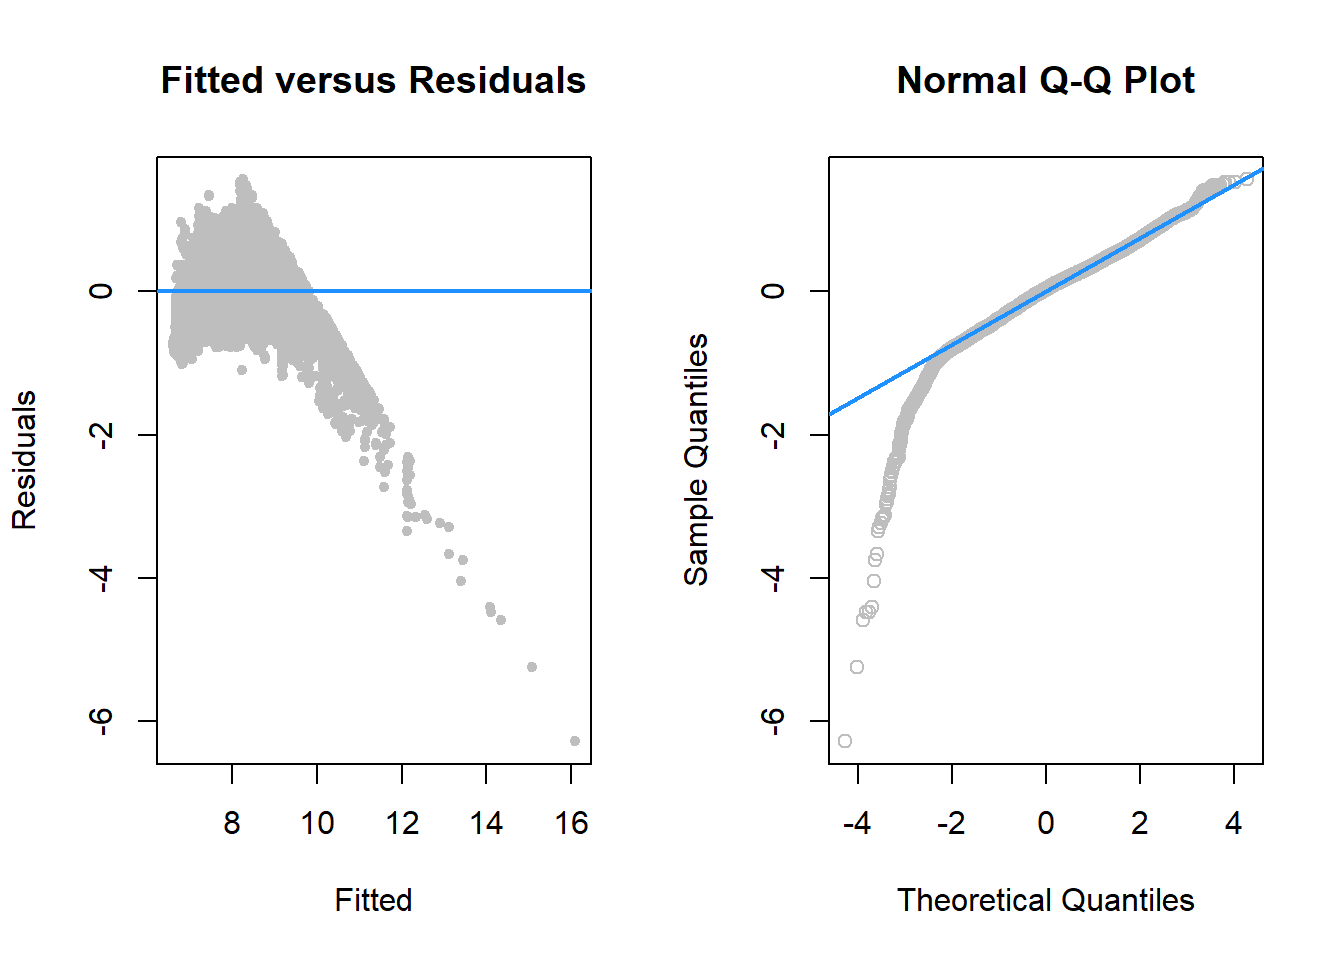 Fitted versus Residuals
Residuals
0
-2
-4
-6
8 10 12 14 16
Fitted
Normal Q-Q Plot
Sample Quantiles
0
-2
-4
-6
-4 -2 0 2 4
Theoretical Quantiles